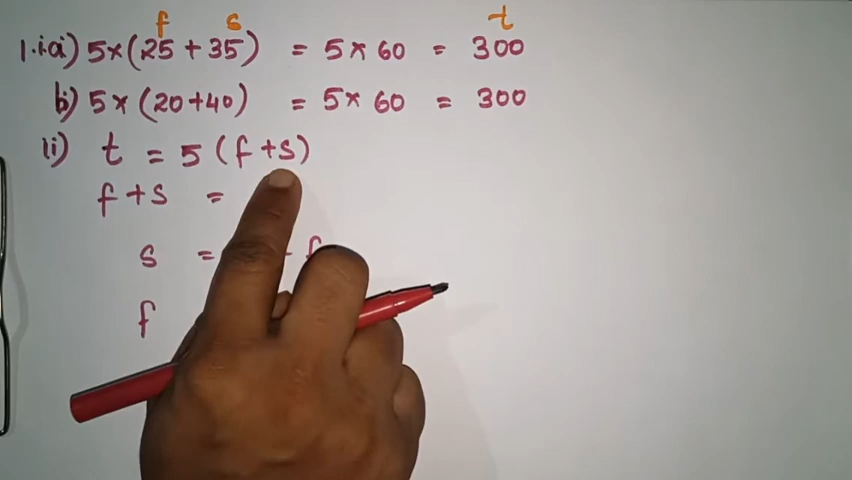 f s t
1.i.a) 5×(25+35) = 5×60 = 300
b) 5×(20+40) = 5×60 = 300
ii) t = 5(f+s)
f+s =
s = - f
f